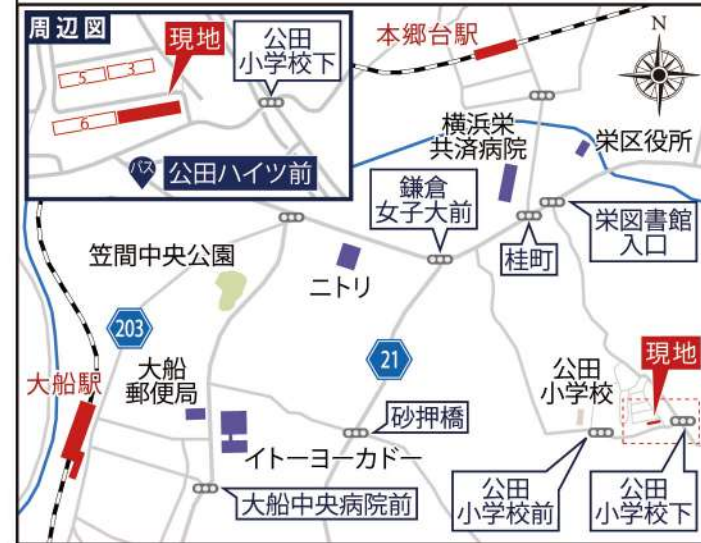 周辺図
現地
公田
小学校下
5
3
6
バス
公田ハイツ前
本郷台駅
N
横浜栄
共済病院
栄区役所
鎌倉
女子大前
桂町
栄図書館
入口
笠間中央公園
ニトリ
203
21
大船駅
大船
郵便局
イトーヨーカドー
砂押橋
大船中央病院前
公田
小学校
現地
公田
小学校前
公田
小学校下